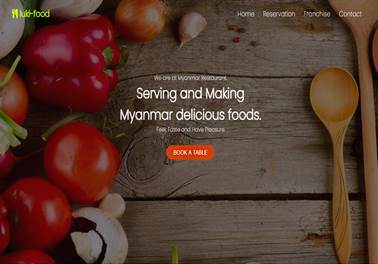 luki-food
Home Reservation Franchise Contact
We are at Myanmar Restaurant.
Serving and Making
Myanmar delicious foods.
Feel, Taste and Have Pleasure
BOOK A TABLE